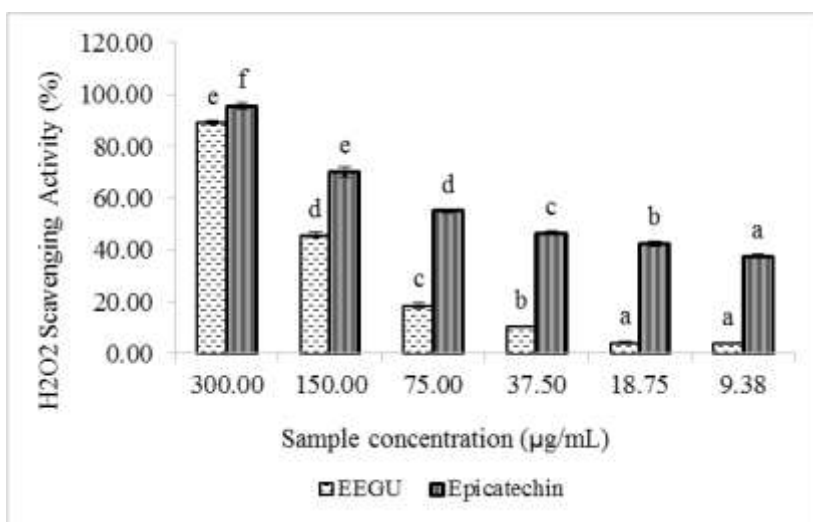 H2O2 Scavenging Activity (%)
120.00
100.00
80.00
60.00
40.00
20.00
0.00
e f
d e
c d
b c
a b
a a
300.00 150.00 75.00 37.50 18.75 9.38
Sample concentration (µg/mL)
EEGU Epicatechin